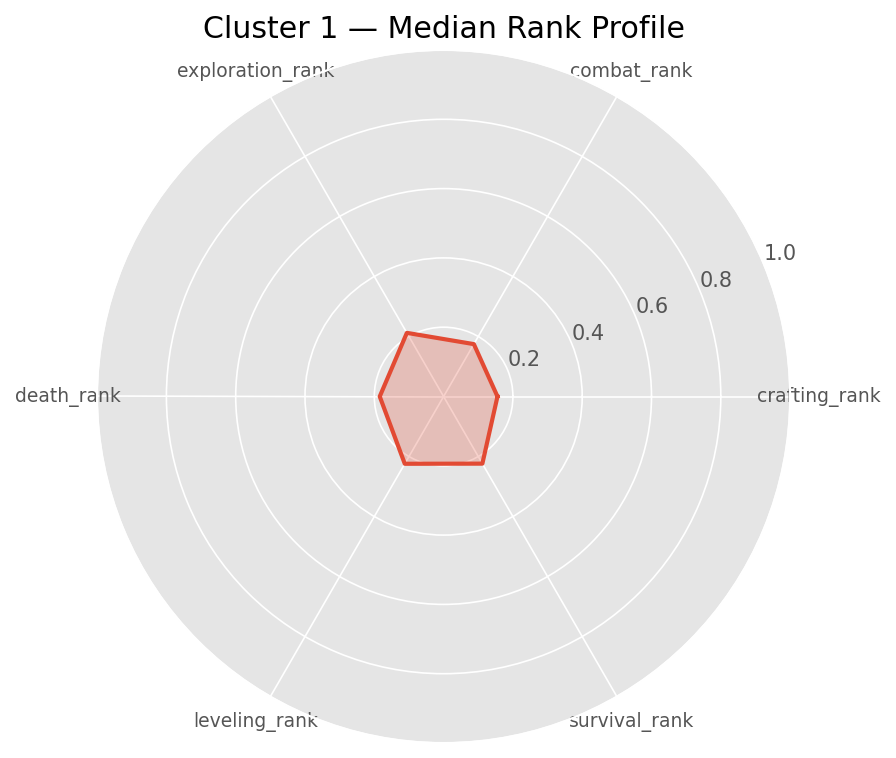 Cluster 1 — Median Rank Profile
exploration_rank
combat_rank
1.0
0.8
0.6
0.4
0.2
death_rank
crafting_rank
leveling_rank
survival_rank